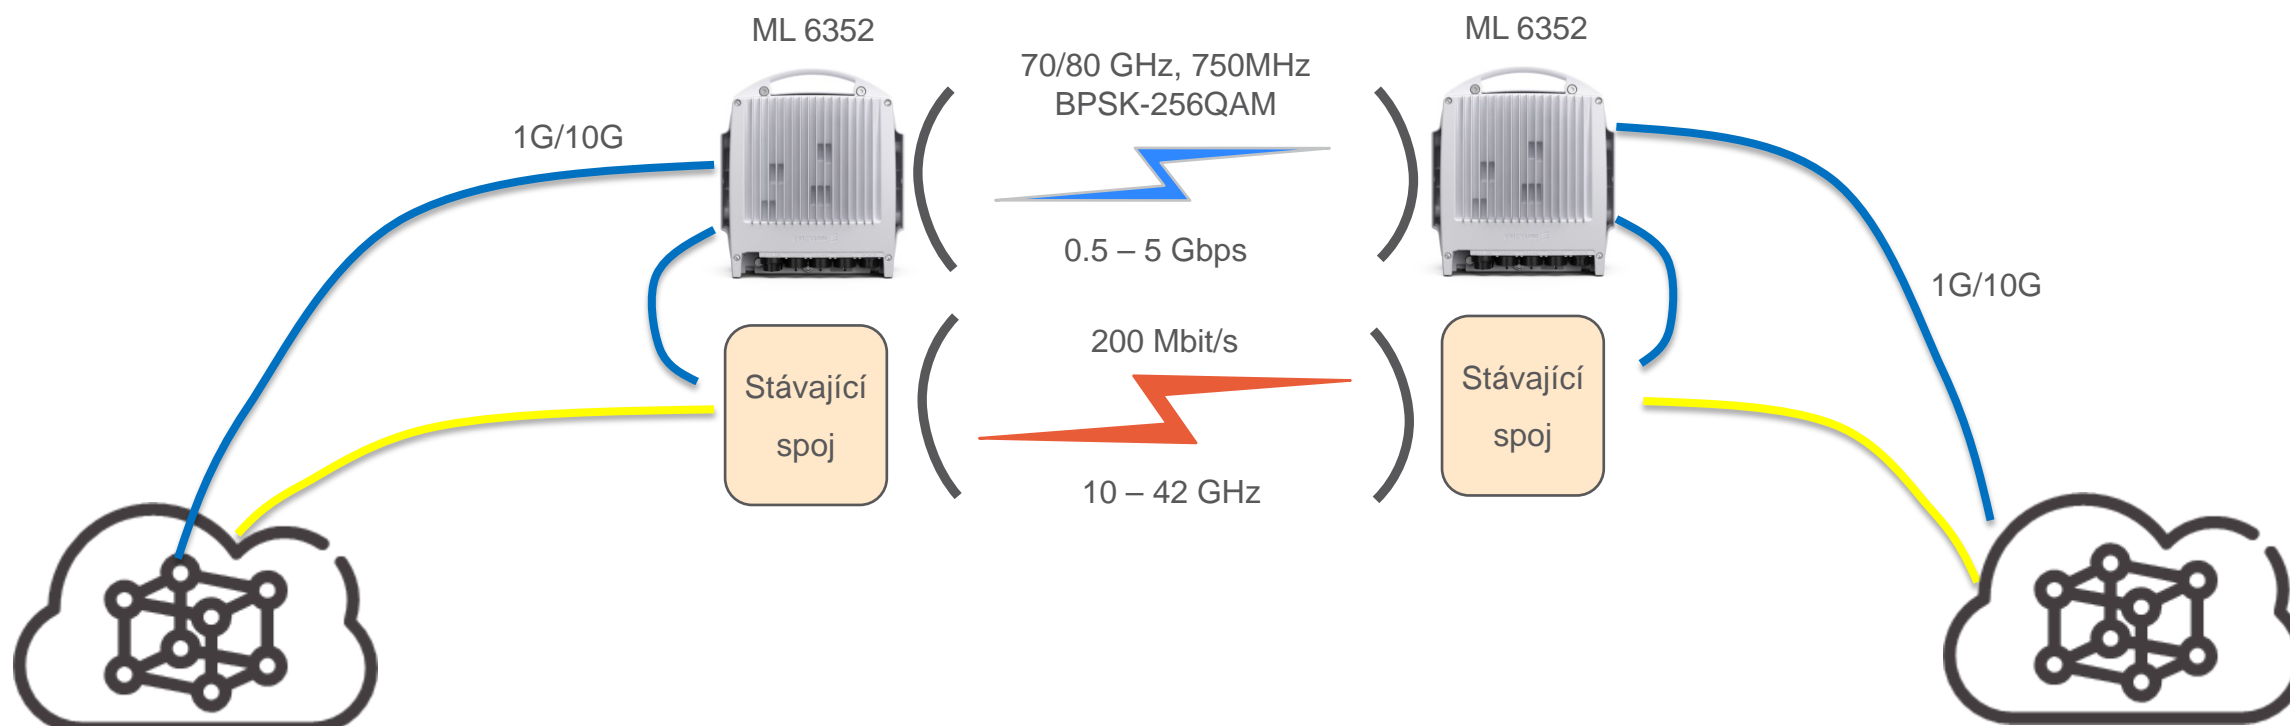 ML 6352
ML 6352
70/80 GHz, 750MHz
BPSK-256QAM
1G/10G
0.5 – 5 Gbps
1G/10G
200 Mbit/s
Stávající
spoj
Stávající
spoj
10 – 42 GHz